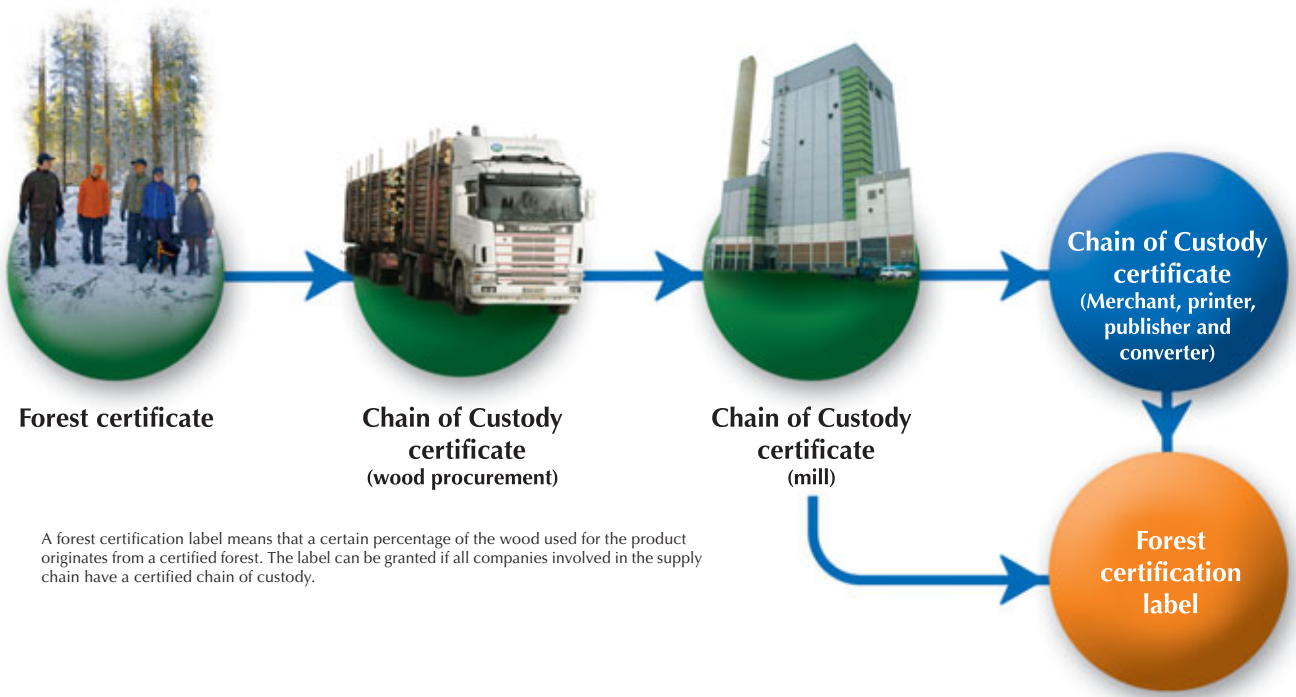 Chain of Custody
certificate
(Merchant, printer,
publisher and
converter)
Forest certificate
Chain of Custody
certificate
(wood procurement)
Chain of Custody
certificate
(mill)
A forest certification label means that a certain percentage of the wood used for the product
originates from a certified forest. The label can be granted if all companies involved in the supply
chain have a certified chain of custody.
Forest
certification
label